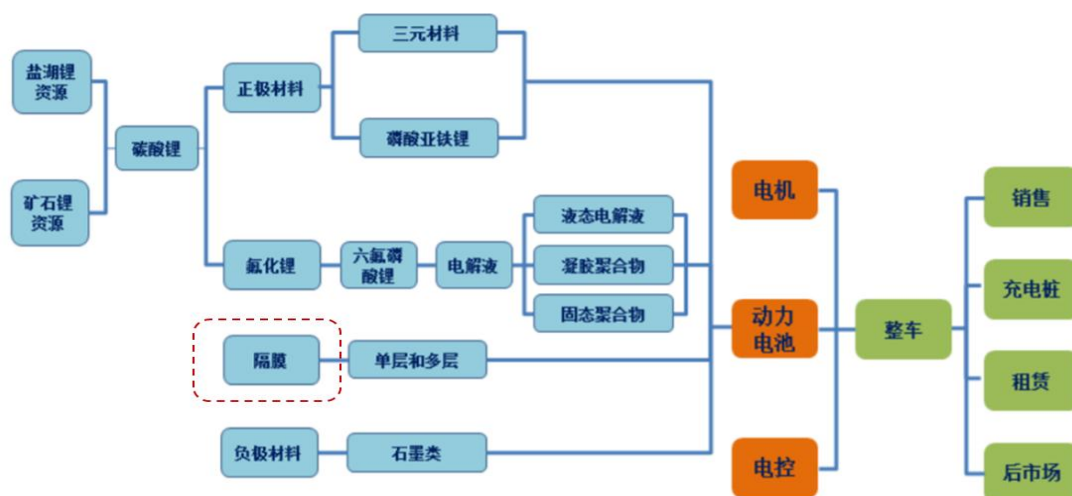 盐湖锂
资源
矿石锂
资源
碳酸锂
正极材料
三元材料
磷酸亚铁锂
氟化锂
六氟磷
酸锂
电解液
液态电解液
凝胶聚合物
固态聚合物
隔膜
单层和多层
负极材料
石墨类
电机
动力
电池
电控
整车
销售
充电桩
租赁
后市场